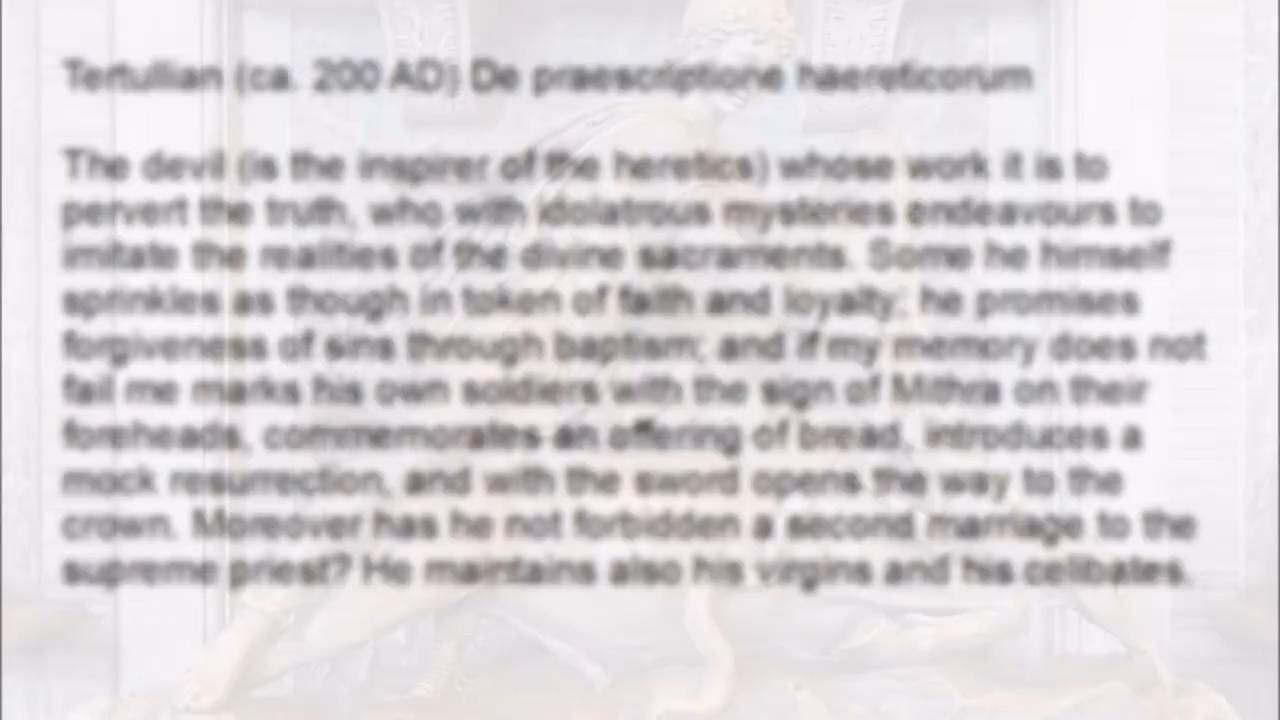 Tertullian (ca. 200 AD) De praescriptione haereticorum
The devil (is the inspirer of the heretics) whose work it is to
pervert the truth, who with idolatrous mysteries endeavours to
imitate the realities of the divine sacraments. Some he himself
sprinkles as though in token of faith and loyalty; he promises
forgiveness of sins through baptism; and if my memory does not
fail me marks his own soldiers with the sign of Mithra on their
foreheads, commemorates an offering of bread, introduces a
mock resurrection, and with the sword opens the way to the
crown. Moreover has he not forbidden a second marriage to the
supreme priest? He maintains also his virgins and his celibates.